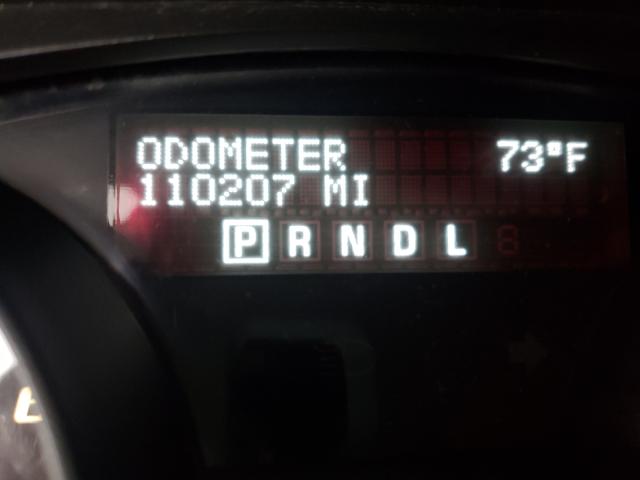 ODOMETER 73°F
110207 MI
P R N D L
E